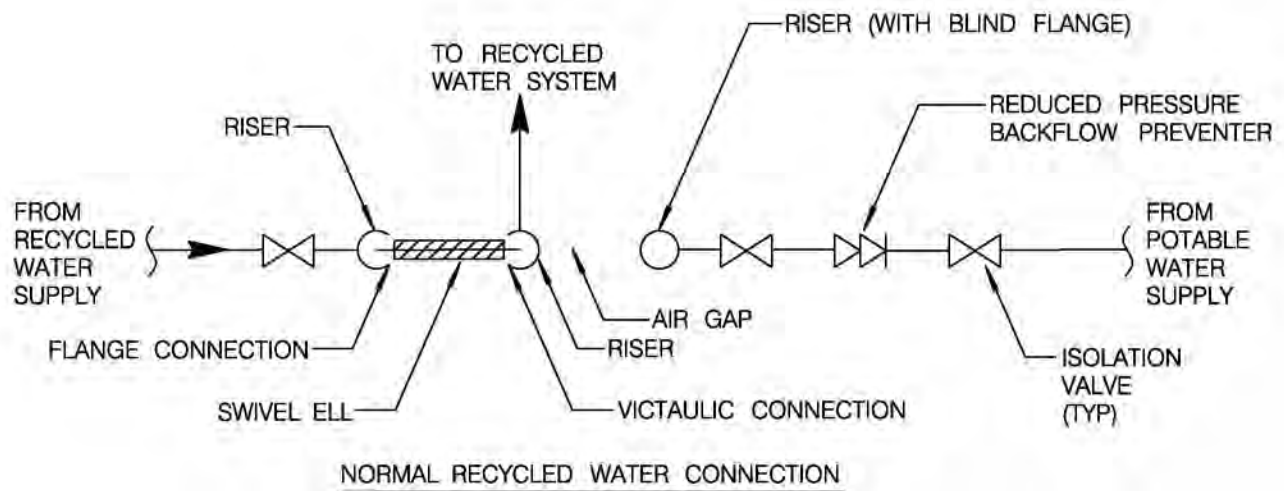 RISER (WITH BLIND FLANGE)
TO RECYCLED
WATER SYSTEM
REDUCED PRESSURE
BACKFLOW PREVENTER
RISER
FROM
RECYCLED
WATER
SUPPLY
FROM
POTABLE
WATER
SUPPLY
AIR GAP
FLANGE CONNECTION
RISER
ISOLATION
VALVE
(TYP)
SWIVEL ELL
VICTAULIC CONNECTION
NORMAL RECYCLED WATER CONNECTION